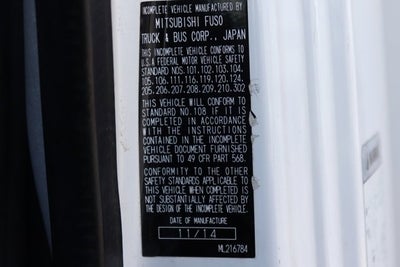 INCOMPLETE VEHICLE MANUFACTURED BY
MITSUBISHI FUSO
TRUCK & BUS CORP., JAPAN
THIS INCOMPLETE VEHICLE CONFORMS TO
U.S.A FEDERAL MOTOR VEHICLE SAFETY
STANDARD NOS.101.102.103.104.
105.106.111.116.119.120.124.
205.206.207.208.209.210.302
THIS VEHICLE WILL CONFORM TO
STANDARD NO.108 IF IT IS
COMPLETED IN ACCORDANCE
WITH THE INSTRUCTIONS
CONTAINED IN THE INCOMPLETE
VEHICLE DOCUMENT FURNISHED
PURSUANT TO 49 CFR PART 568.
CONFORMITY TO THE OTHER
SAFETY STANDARDS APPLICABLE TO
THIS VEHICLE WHEN COMPLETED IS
NOT SUBSTANTIALLY AFFECTED BY
THE DESIGN OF THE INCOMPLETE VEHICLE.
DATE OF MANUFACTURE
11/14
ML216784